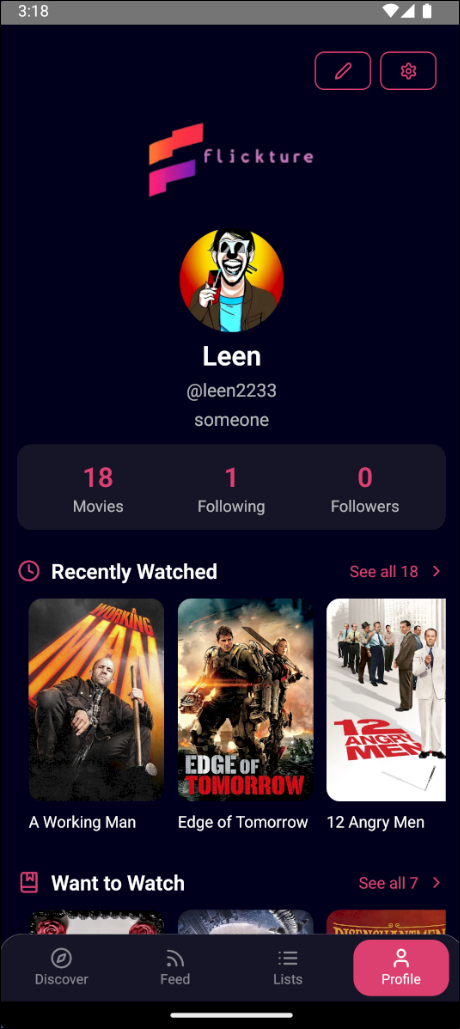 3:18
flickture
Leen
@leen2233
someone
18
1
0
Movies
Following
Followers
Recently Watched
See all 18
A WORKING
MAN
EDGE OF
TOMORROW
12
ANGRY
MEN
A Working Man
Edge of Tomorrow
12 Angry Men
Want to Watch
See all 7
Discover
Feed
Lists
Profile